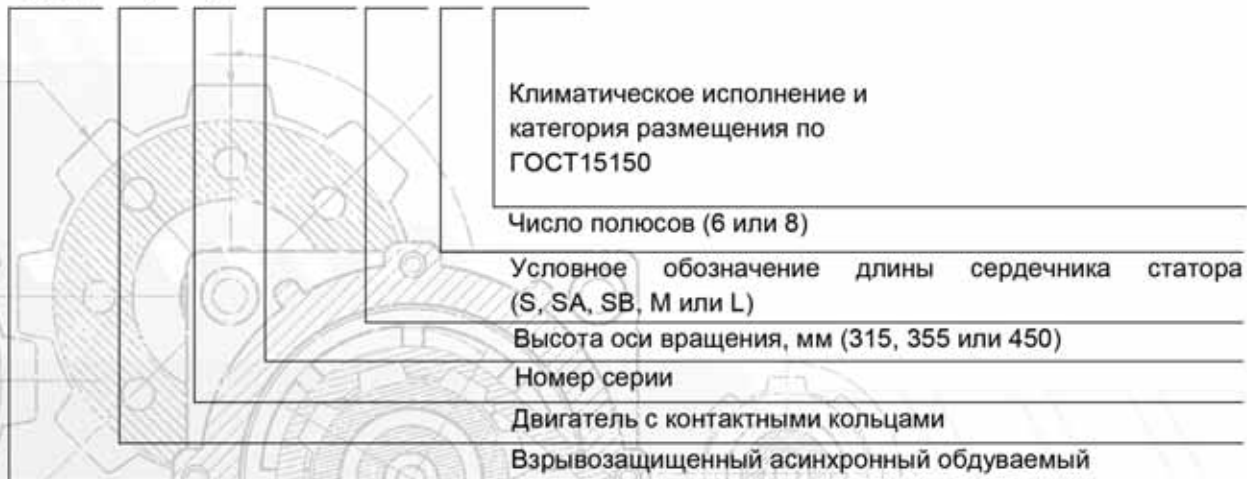 Климатическое исполнение и
категория размещения по
ГОСТ15150
Число полюсов (6 или 8)
Условное обозначение длины сердечника статора
(S, SA, SB, М или L)
Высота оси вращения, мм (315, 355 или 450)
Номер серии
Двигатель с контактными кольцами
Взрывозащищенный асинхронный обдуваемый